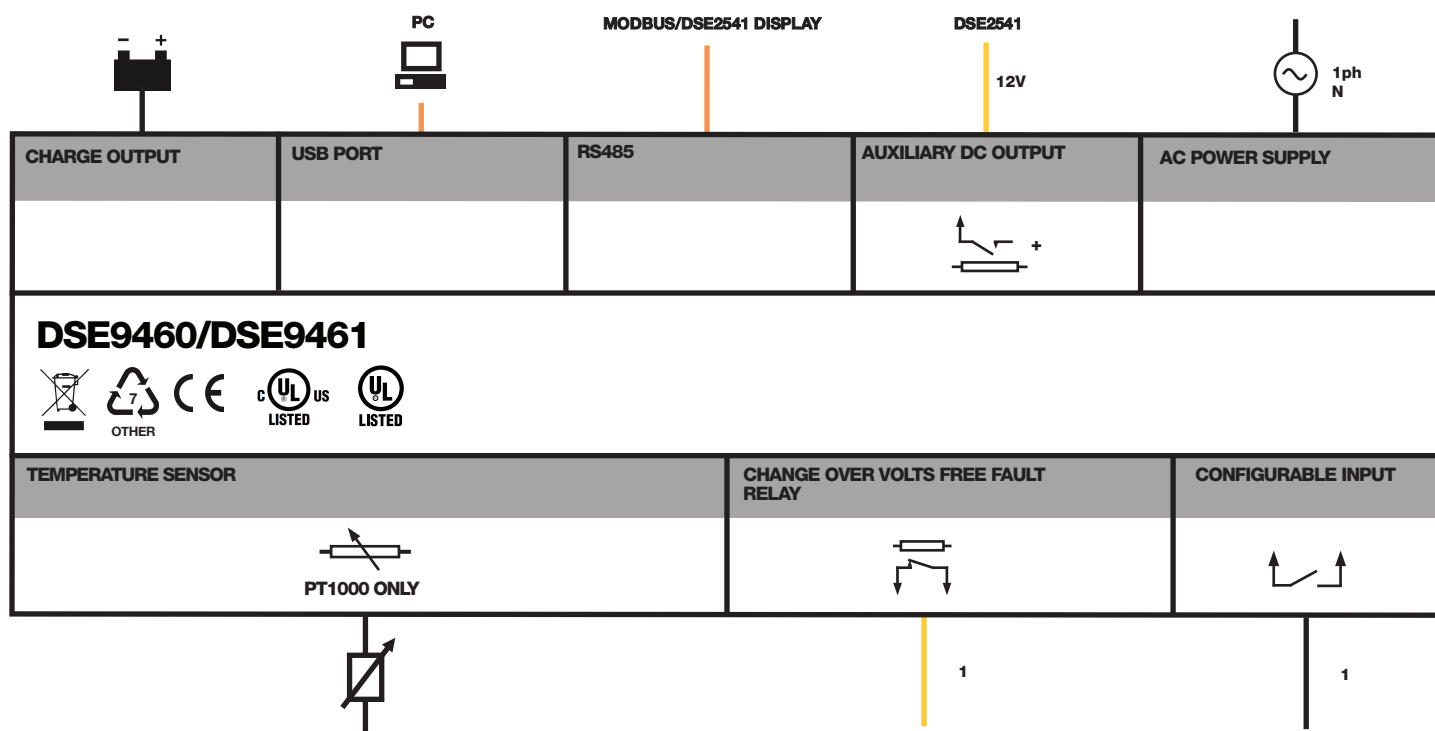 PC
MODBUS/DSE2541 DISPLAY
DSE2541
− +
12V
1ph
N
CHARGE OUTPUT
USB PORT
RS485
AUXILIARY DC OUTPUT
AC POWER SUPPLY
+
DSE9460/DSE9461
7
OTHER
CE
C UL ® US
LISTED
UL ®
LISTED
TEMPERATURE SENSOR
CHANGE OVER VOLTS FREE FAULT
RELAY
CONFIGURABLE INPUT
PT1000 ONLY
1
1